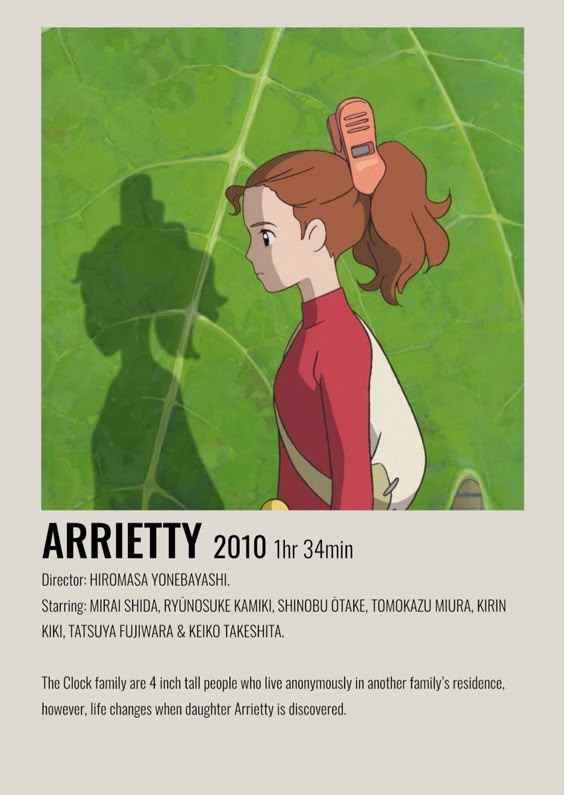 ARRIETTY 2010 1hr 34min
Director: HIROMASA YONEBAYASHI.
Starring: MIRAI SHIDA, RYŪNOSUKE KAMIKI, SHINOBU ŌTAKE, TOMOKAZU MIURA, KIRIN
KIKI, TATSUYA FUJIWARA & KEIKO TAKESHITA.
The Clock family are 4 inch tall people who live anonymously in another family's residence,
however, life changes when daughter Arrietty is discovered.